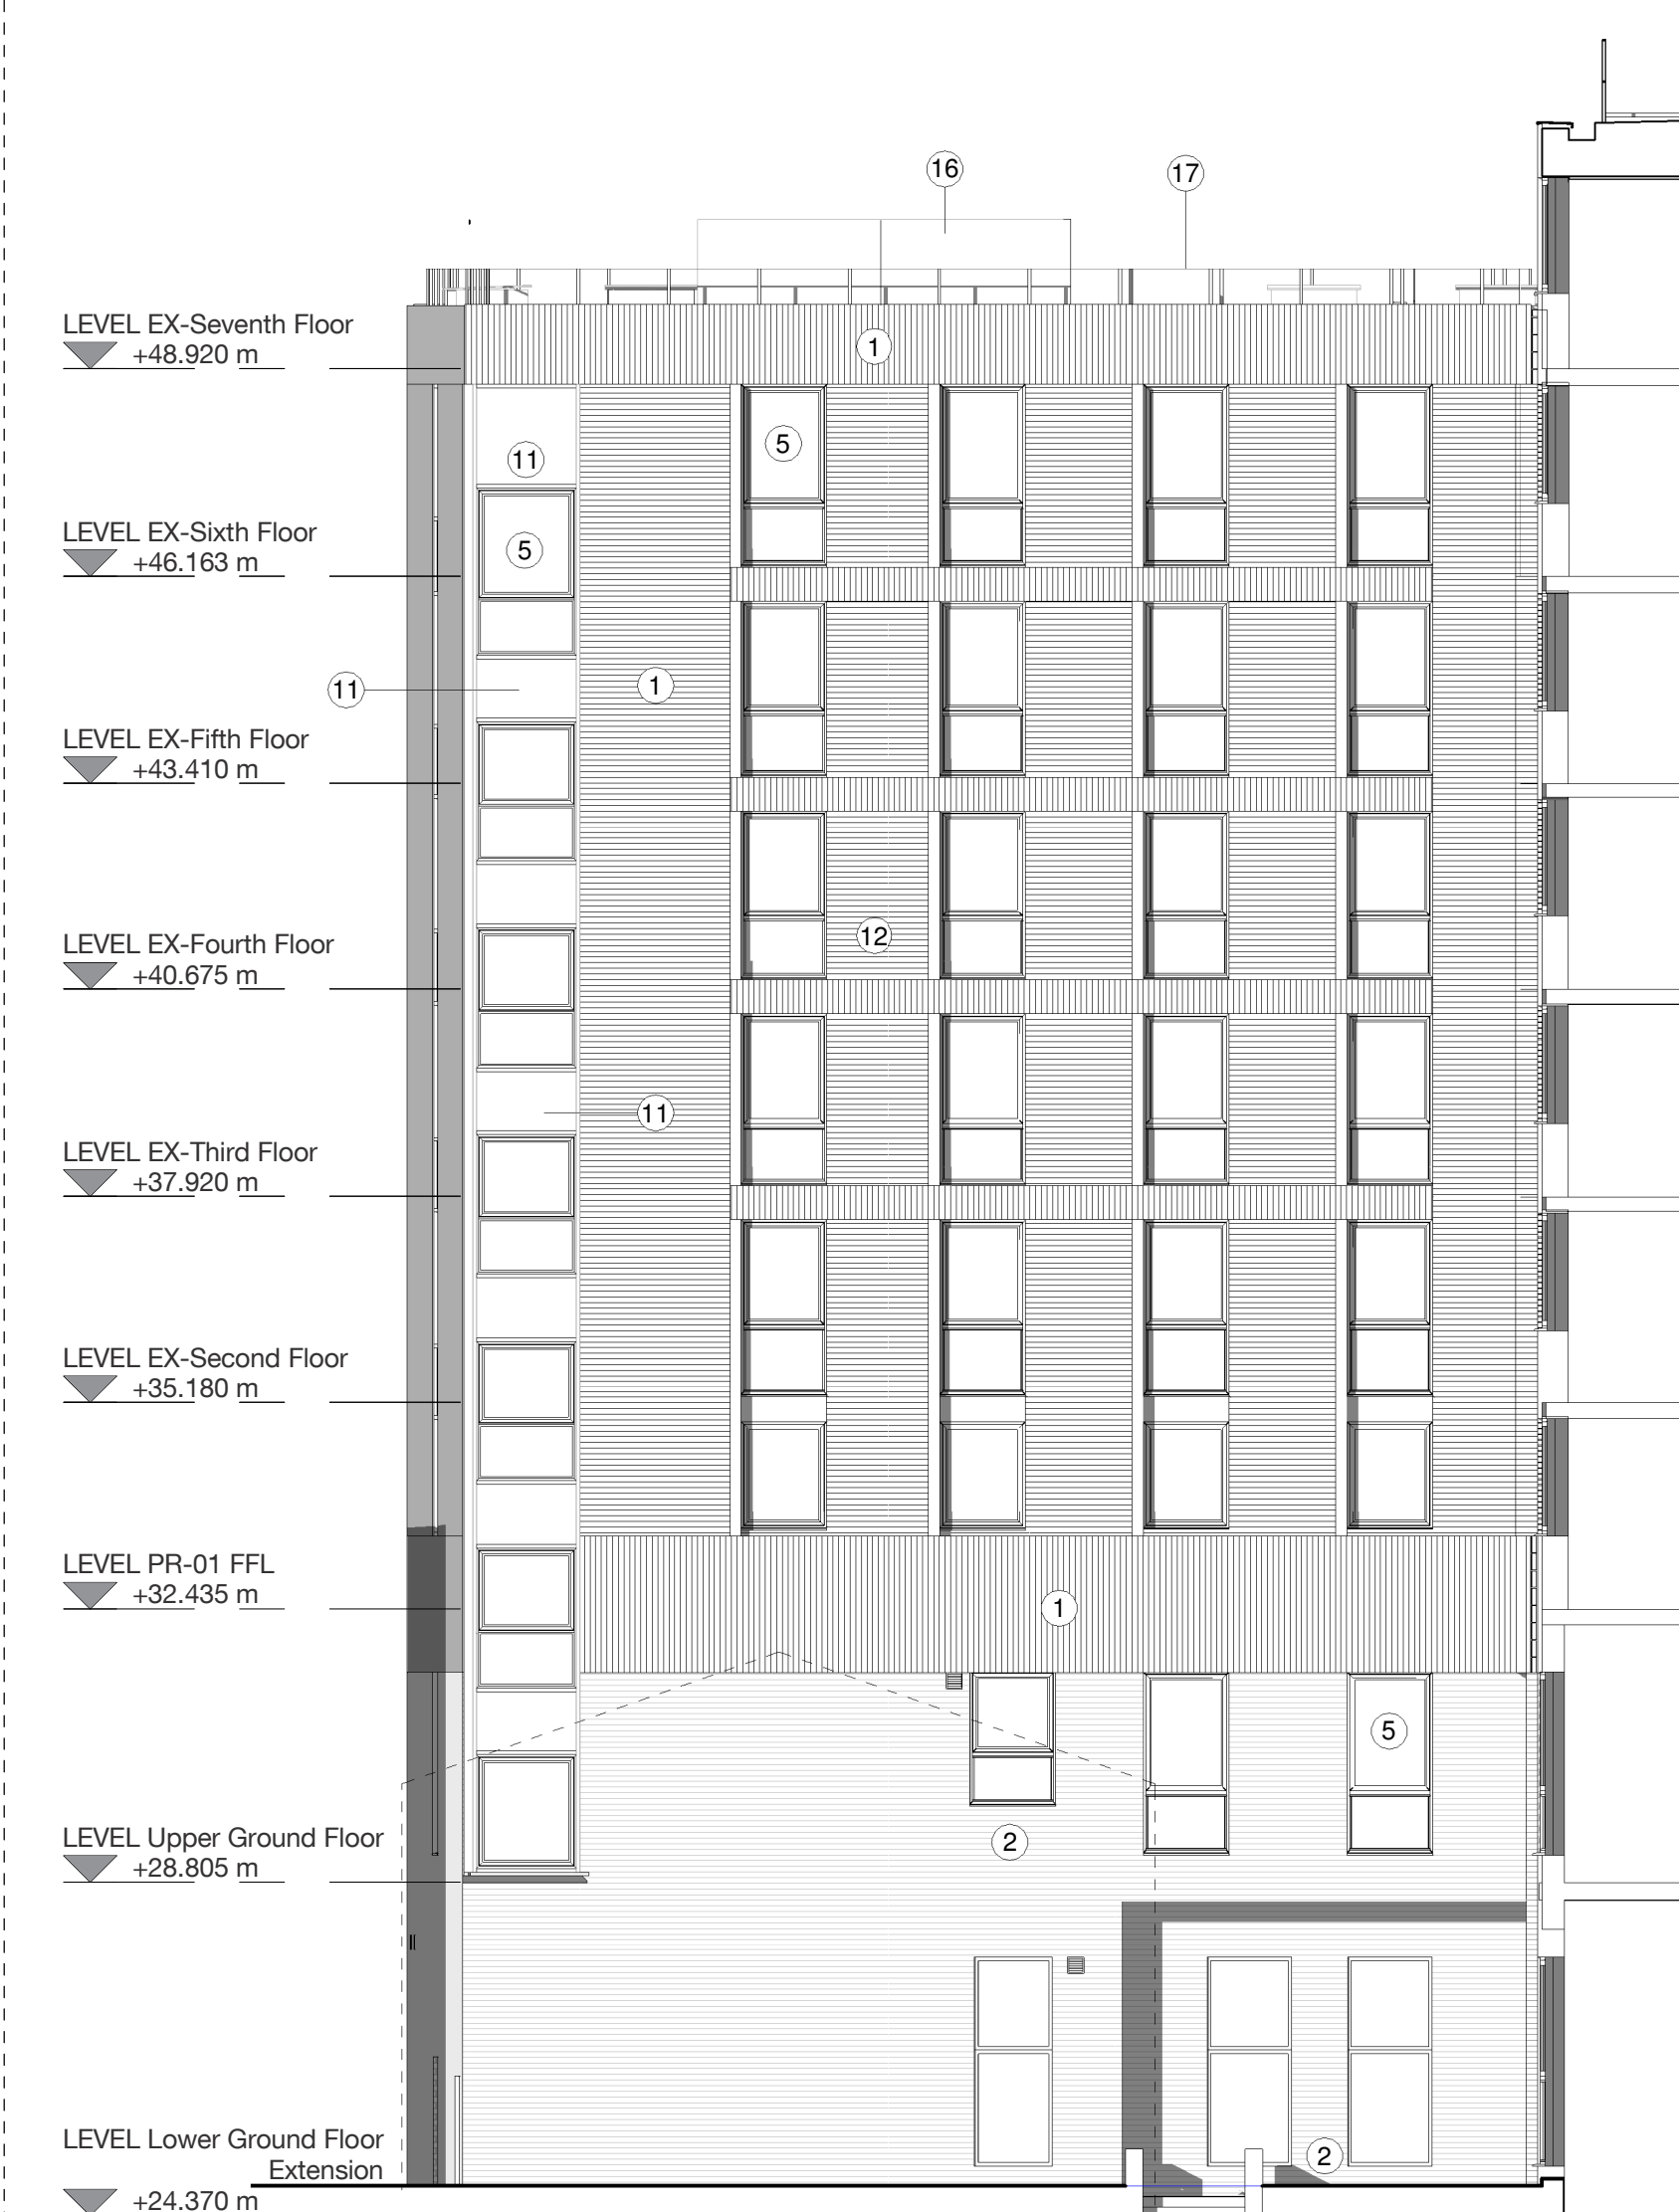 16
17
LEVEL EX-Seventh Floor
+48.920 m
1
5
11
LEVEL EX-Sixth Floor
+46.163 m
5
11
1
LEVEL EX-Fifth Floor
+43.410 m
12
LEVEL EX-Fourth Floor
+40.675 m
11
LEVEL EX-Third Floor
+37.920 m
LEVEL EX-Second Floor
+35.180 m
LEVEL PR-01 FFL
+32.435 m
1
5
LEVEL Upper Ground Floor
+28.805 m
2
LEVEL Lower Ground Floor
Extension
+24.370 m
2